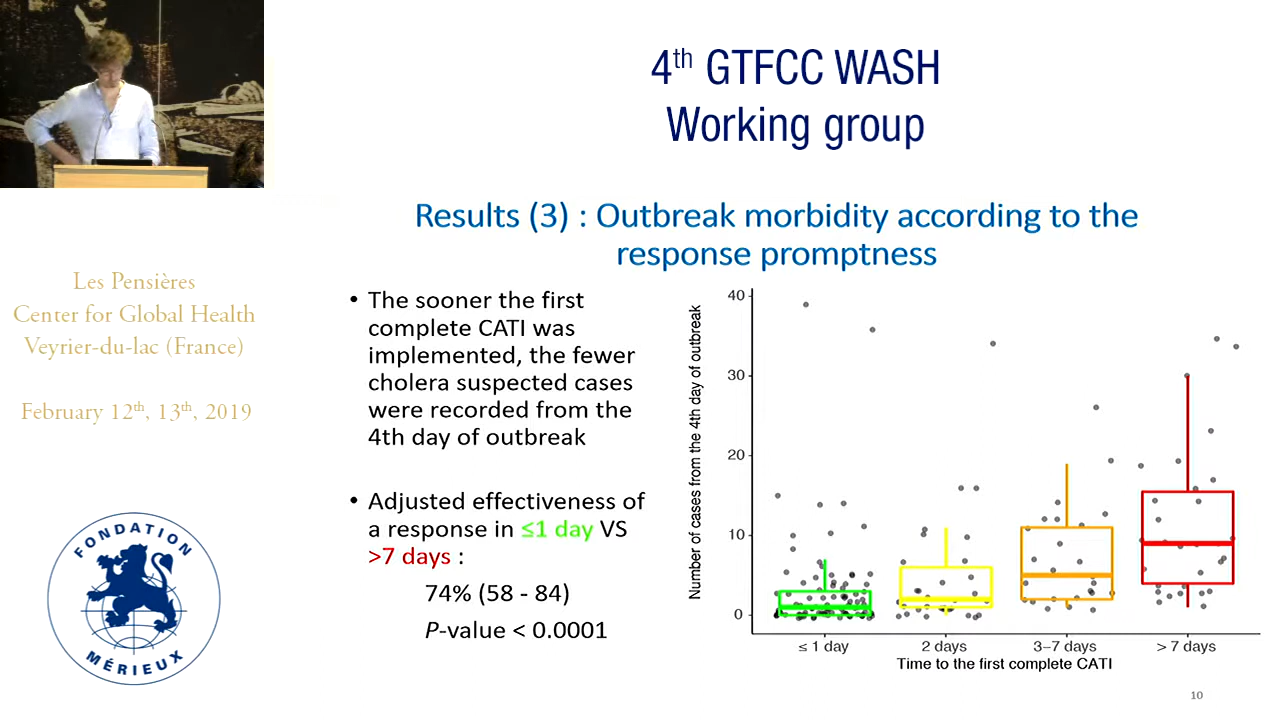 4th GTFCC WASH
Working group
Results (3) : Outbreak morbidity according to the
response promptness
Les Pensières
Center for Global Health
Veyrier-du-lac (France)
February 12th, 13th, 2019
FONDATION
MÉRIEUX
• The sooner the first
complete CATI was
implemented, the fewer
cholera suspected cases
were recorded from the
4th day of outbreak
• Adjusted effectiveness of
a response in ≤1 day VS
>7 days :
74% (58 - 84)
P-value < 0.0001
Number of cases from the 4th day of outbreak
40
30
20
10
0
≤ 1 day
2 days
3–7 days
> 7 days
Time to the first complete CATI
10